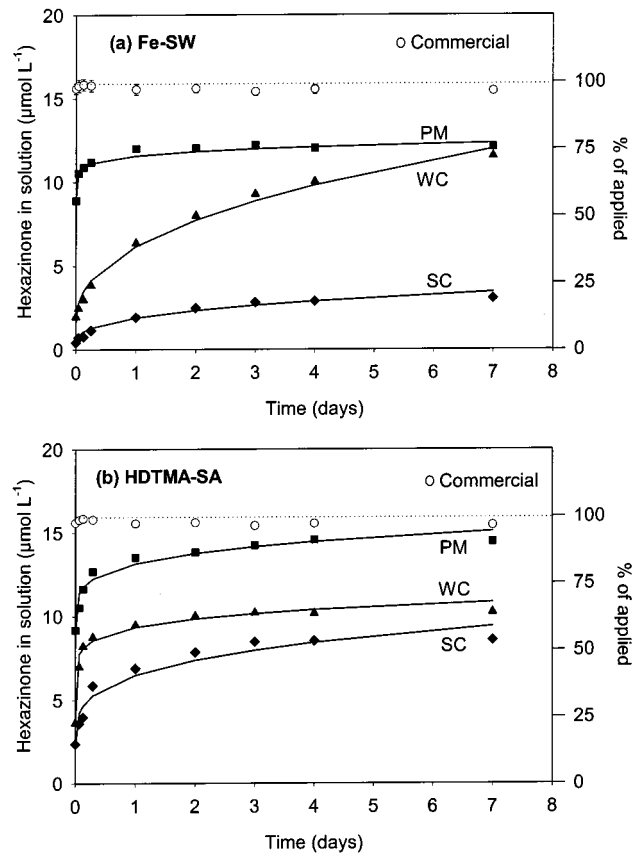 20
(a) Fe-SW
○ Commercial
100
15
PM
75
WC
10
50
5
SC
25
0
0
0 1 2 3 4 5 6 7 8
Time (days)
Hexazinone in solution (µmol L⁻¹)
% of applied
20
(b) HDTMA-SA
○ Commercial
100
15
PM
75
WC
10
50
SC
5
25
0
0
0 1 2 3 4 5 6 7 8
Time (days)
Hexazinone in solution (µmol L⁻¹)
% of applied